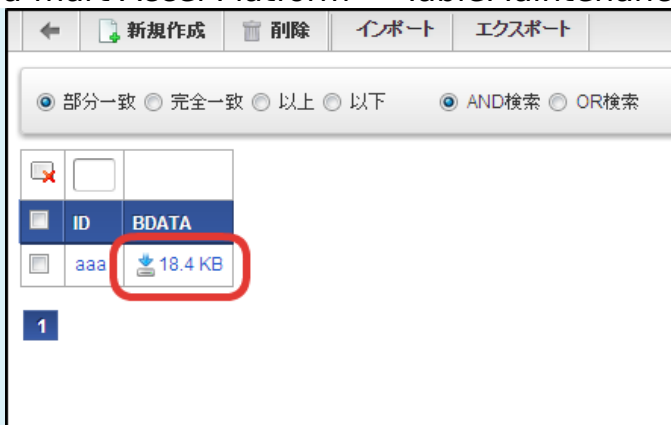 Accel Platform
新規作成 削除 インポート エクスポート
部分一致 完全一致 以上 以下 AND検索 OR検索
ID BDATA
aaa 18.4 KB
1